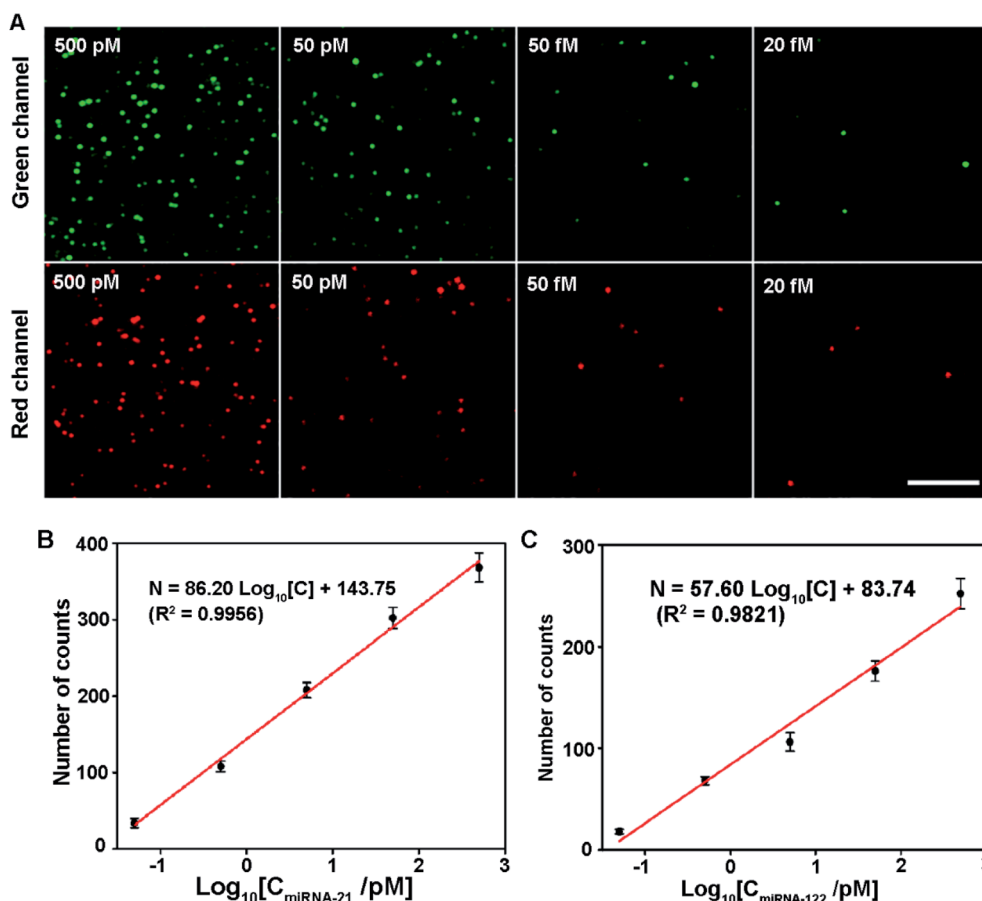 A
Green channel
500 pM
50 pM
50 fM
20 fM
Red channel
500 pM
50 pM
50 fM
20 fM
B
Number of counts
400
300
200
100
0
N = 86.20 Log₁₀[C] + 143.75
(R² = 0.9956)
-1
0
1
2
3
Log₁₀[C_miRNA-21 /pM]
C
Number of counts
300
200
100
0
N = 57.60 Log₁₀[C] + 83.74
(R² = 0.9821)
-1
0
1
2
3
Log₁₀[C_miRNA-122 /pM]